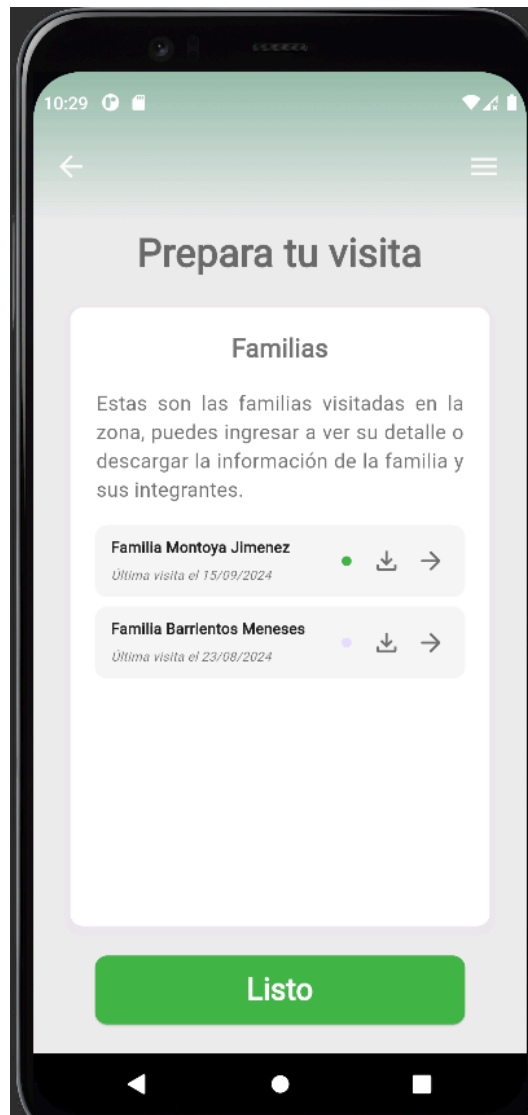 10:29
Prepara tu visita
Familias
Estas son las familias visitadas en la
zona, puedes ingresar a ver su detalle o
descargar la información de la familia y
sus integrantes.
Familia Montoya Jimenez
Última visita el 15/09/2024
Familia Barrientos Meneses
Última visita el 23/08/2024
Listo